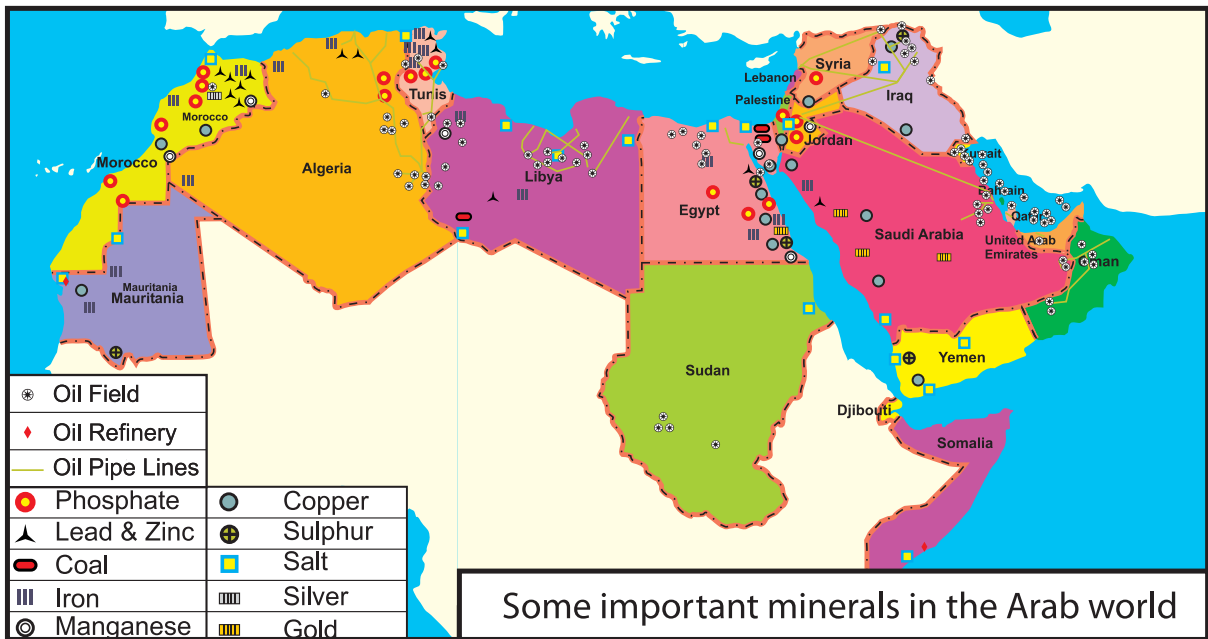 Syria
Lebanon
Palestine
Iraq
Tunis
Morocco
Jordan
Morocco
Algeria
Libya
Kuwait
Bahrain
Egypt
Qatar
Saudi Arabia
United Arab
Emirates
Oman
Mauritania
Mauritania
Yemen
Sudan
Djibouti
Somalia
Oil Field
Oil Refinery
Oil Pipe Lines
Phosphate
Copper
Lead & Zinc
Sulphur
Coal
Salt
Iron
Silver
Manganese
Gold
Some important minerals in the Arab world